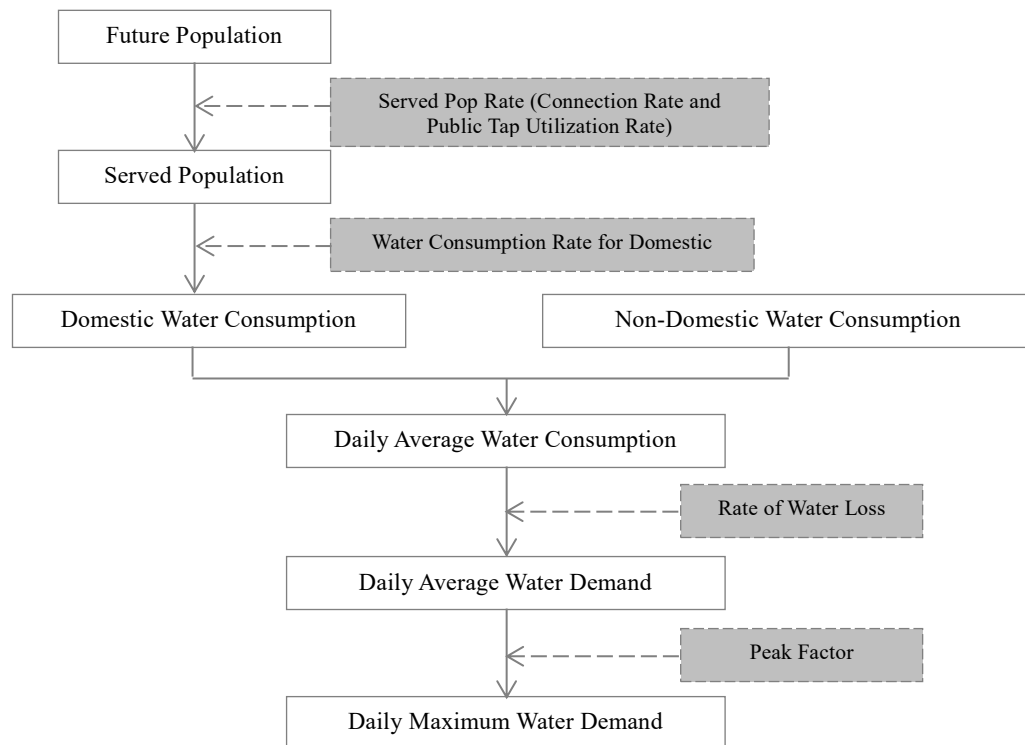 Future Population
Served Pop Rate (Connection Rate and
Public Tap Utilization Rate)
Served Population
Water Consumption Rate for Domestic
Domestic Water Consumption
Non-Domestic Water Consumption
Daily Average Water Consumption
Rate of Water Loss
Daily Average Water Demand
Peak Factor
Daily Maximum Water Demand